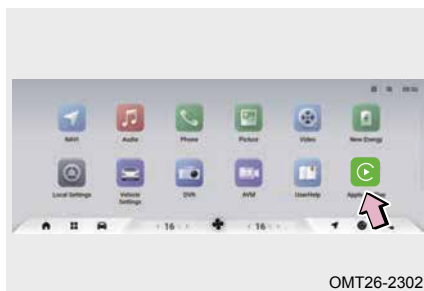 NAVI
Audio
Phone
Picture
Video
New Energy
Local Settings
Vehicle
Settings
DVR
AVM
UserHelp
16
16
OMT26-2302